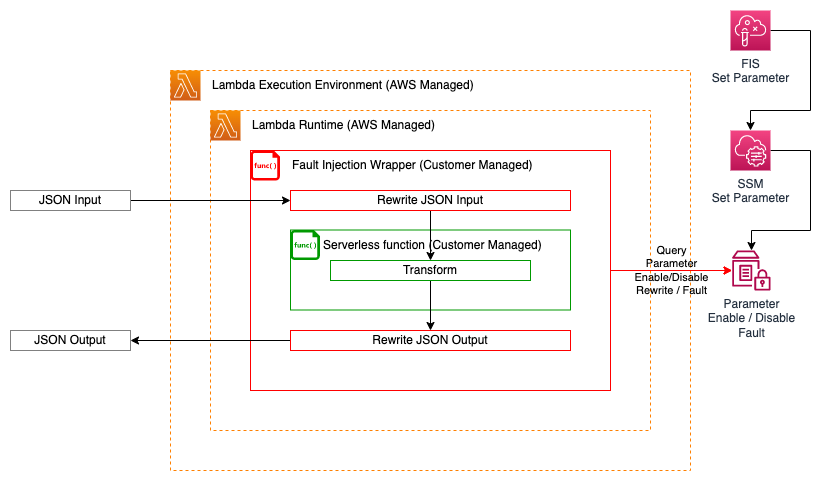 FIS
Set Parameter
Lambda Execution Environment (AWS Managed)
Lambda Runtime (AWS Managed)
func( )
Fault Injection Wrapper (Customer Managed)
SSM
Set Parameter
JSON Input
Rewrite JSON Input
func( )
Serverless function (Customer Managed)
Transform
Query
Parameter
Enable/Disable
Rewrite / Fault
Parameter
Enable / Disable
Fault
JSON Output
Rewrite JSON Output